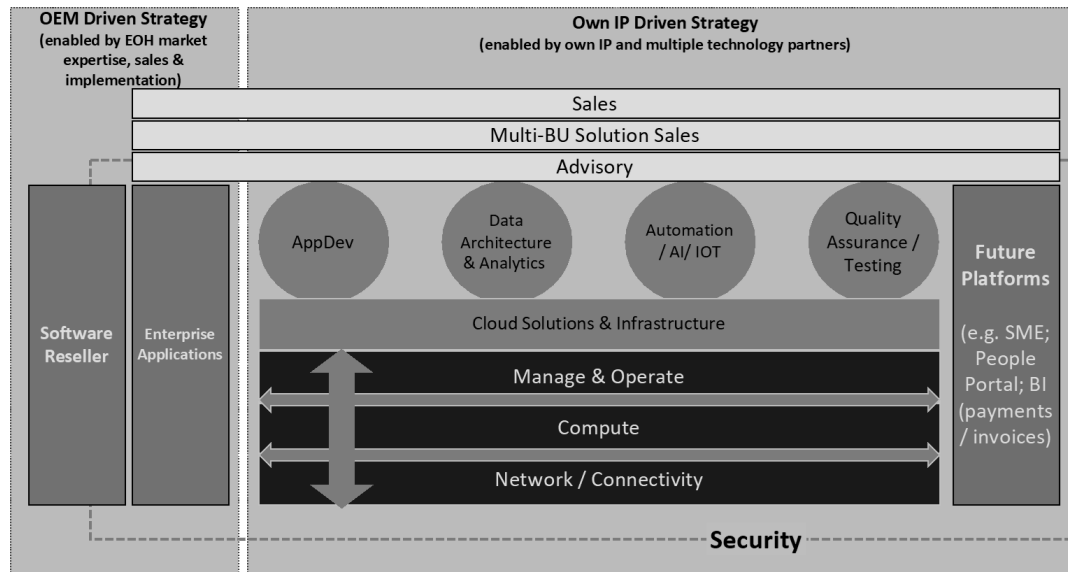 OEM Driven Strategy
(enabled by EOH market
expertise, sales &
implementation)
Own IP Driven Strategy
(enabled by own IP and multiple technology partners)
Sales
Multi-BU Solution Sales
Advisory
Software
Reseller
Enterprise
Applications
AppDev
Data
Architecture
& Analytics
Automation
/ AI/ IOT
Quality
Assurance /
Testing
Cloud Solutions & Infrastructure
Manage & Operate
Compute
Network / Connectivity
Future
Platforms
(e.g. SME;
People
Portal; BI
(payments
/ invoices)
Security